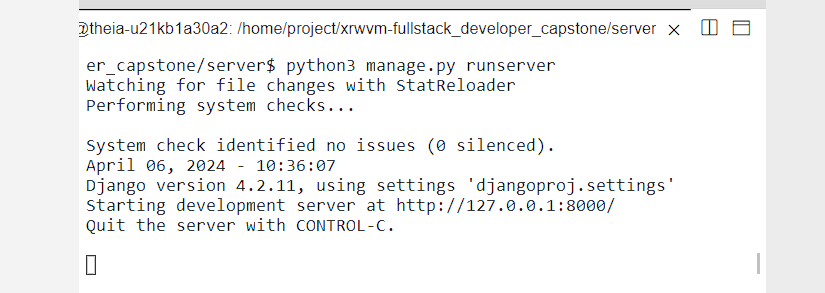 @theia-u21kb1a30a2: /home/project/xrwvm-fullstack_developer_capstone/server
er_capstone/server$ python3 manage.py runserver
Watching for file changes with StatReloader
Performing system checks...
System check identified no issues (0 silenced).
April 06, 2024 - 10:36:07
Django version 4.2.11, using settings 'djangoproj.settings'
Starting development server at http://127.0.0.1:8000/
Quit the server with CONTROL-C.